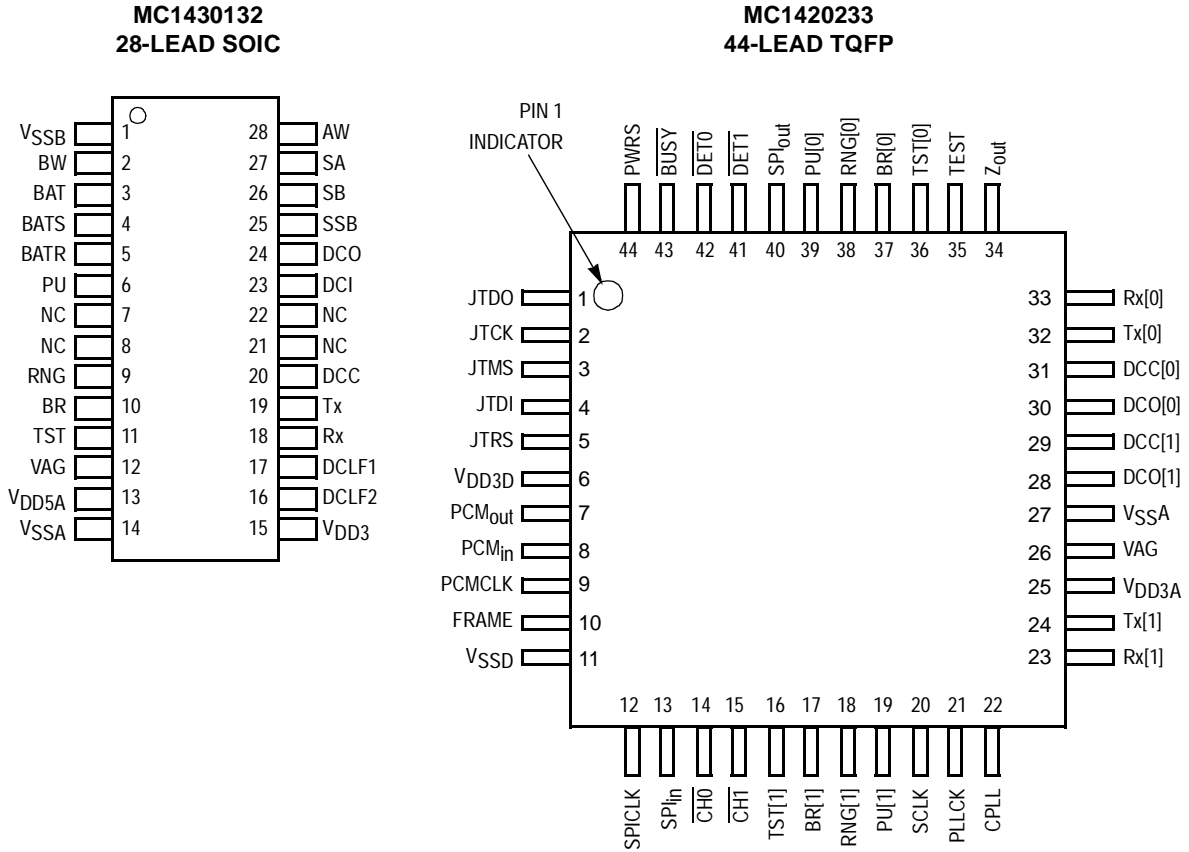 MC1430132
28-LEAD SOIC
VSSB 1
BW 2
BAT 3
BATS 4
BATR 5
PU 6
NC 7
NC 8
RNG 9
BR 10
TST 11
VAG 12
VDD5A 13
VSSA 14
28 AW
27 SA
26 SB
25 SSB
24 DCO
23 DCI
22 NC
21 NC
20 DCC
19 Tx
18 Rx
17 DCLF1
16 DCLF2
15 VDD3
MC1420233
44-LEAD TQFP
PIN 1
INDICATOR
PWRS
BUSY
DET0
DET1
SPIout
PU[0]
RNG[0]
BR[0]
TST[0]
TEST
Zout
44 43 42 41 40 39 38 37 36 35 34
JTDO 1
JTCK 2
JTMS 3
JTDI 4
JTRS 5
VDD3D 6
PCMout 7
PCMin 8
PCMCLK 9
FRAME 10
VSSD 11
33 Rx[0]
32 Tx[0]
31 DCC[0]
30 DCO[0]
29 DCC[1]
28 DCO[1]
27 VSSA
26 VAG
25 VDD3A
24 Tx[1]
23 Rx[1]
12 13 14 15 16 17 18 19 20 21 22
SPICLK
SPIin
CH0
CH1
TST[1]
BR[1]
RNG[1]
PU[1]
SCLK
PLLCK
CPLL